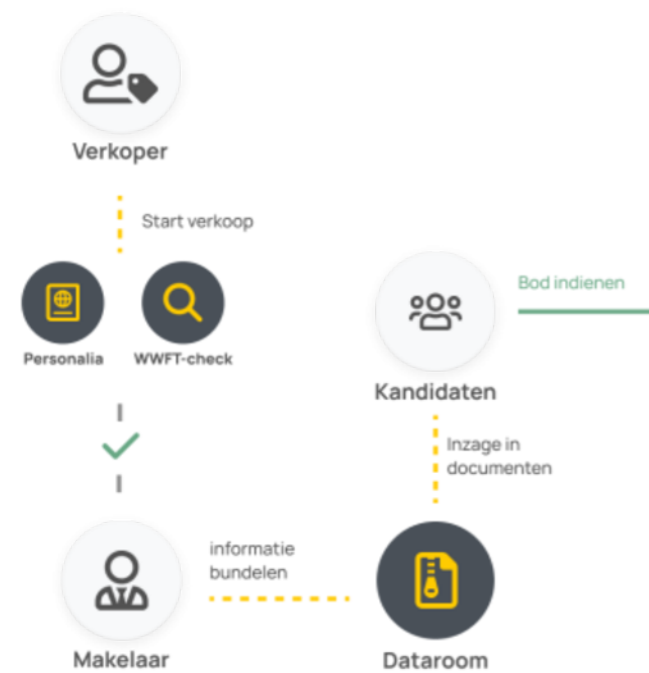 Verkoper
Start verkoop
Personalia
WWFT-check
Makelaar
informatie
bundelen
Dataroom
Inzage in
documenten
Kandidaten
Bod indienen